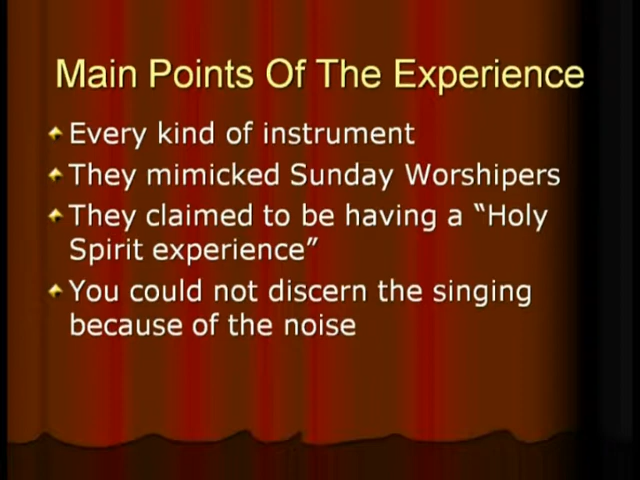 Main Points Of The Experience
Every kind of instrument
They mimicked Sunday Worshipers
They claimed to be having a “Holy
Spirit experience”
You could not discern the singing
because of the noise